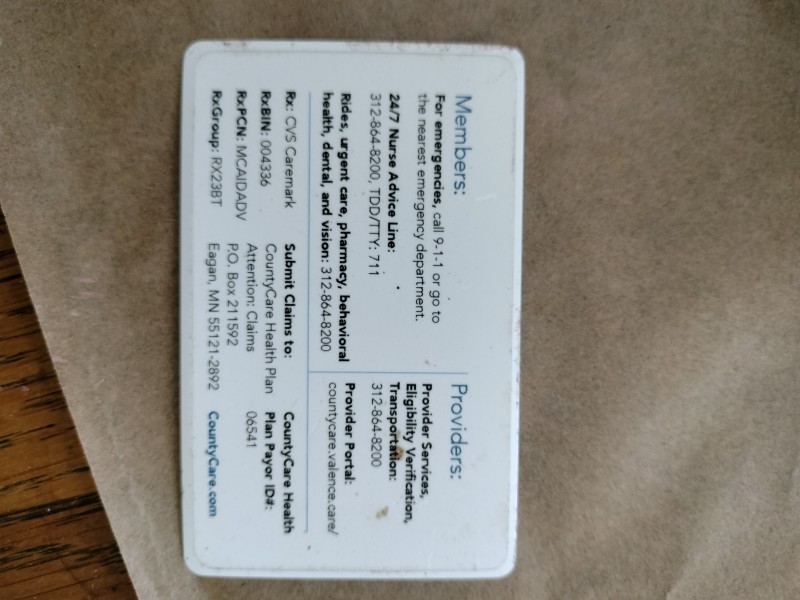 Members:
For emergencies, call 9-1-1 or go to
the nearest emergency department.
24/7 Nurse Advice Line:
312-864-8200, TDD/TTY: 711
Rides, urgent care, pharmacy, behavioral
health, dental, and vision: 312-864-8200
Providers:
Provider Services,
Eligibility Verification,
Transportation:
312-864-8200
Provider Portal:
countycare.valence.care/
Rx: CVS Caremark
RxBIN: 004336
RxPCN: MCAIDADV
RxGroup: RX23BT
Submit Claims to:
CountyCare Health Plan
Attention: Claims
P.O. Box 211592
Eagan, MN 55121-2892
CountyCare Health
Plan Payor ID#:
06541
CountyCare.com